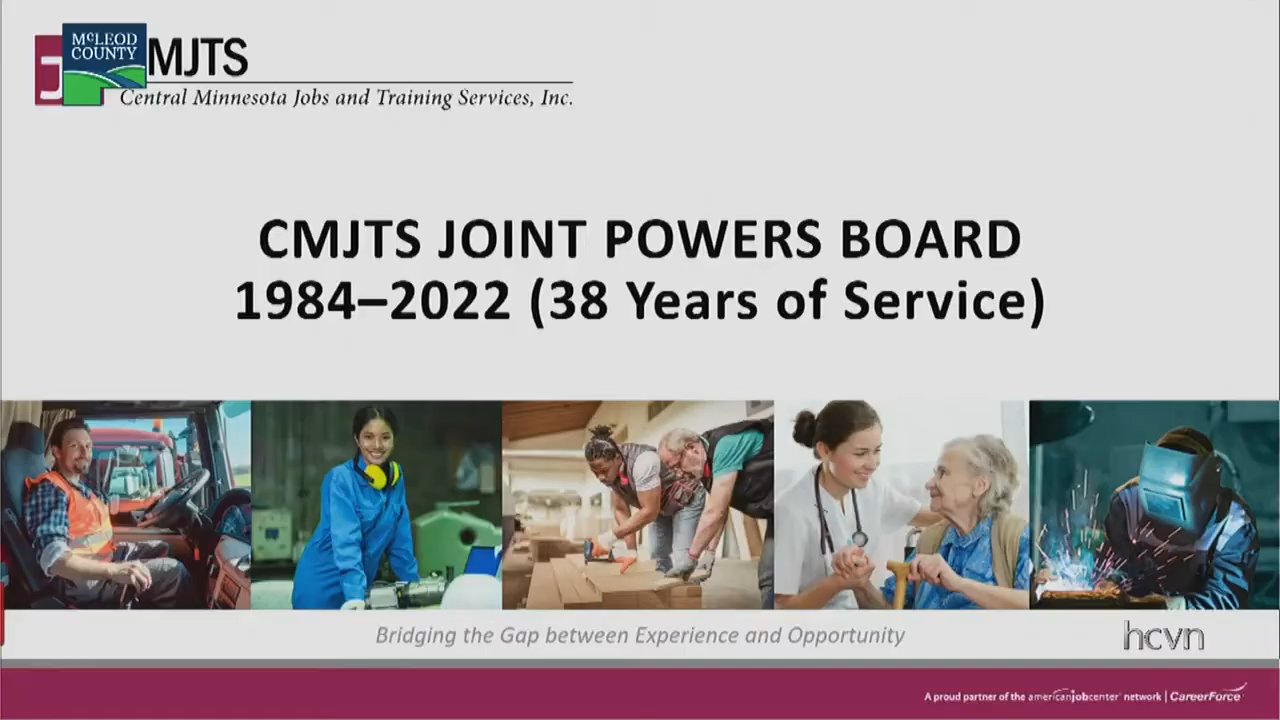 McLEOD
COUNTY
J
MJTS
Central Minnesota Jobs and Training Services, Inc.
CMJTS JOINT POWERS BOARD
1984–2022 (38 Years of Service)
Bridging the Gap between Experience and Opportunity
hcvn
A proud partner of the americanjobcenter® network | CareerForce